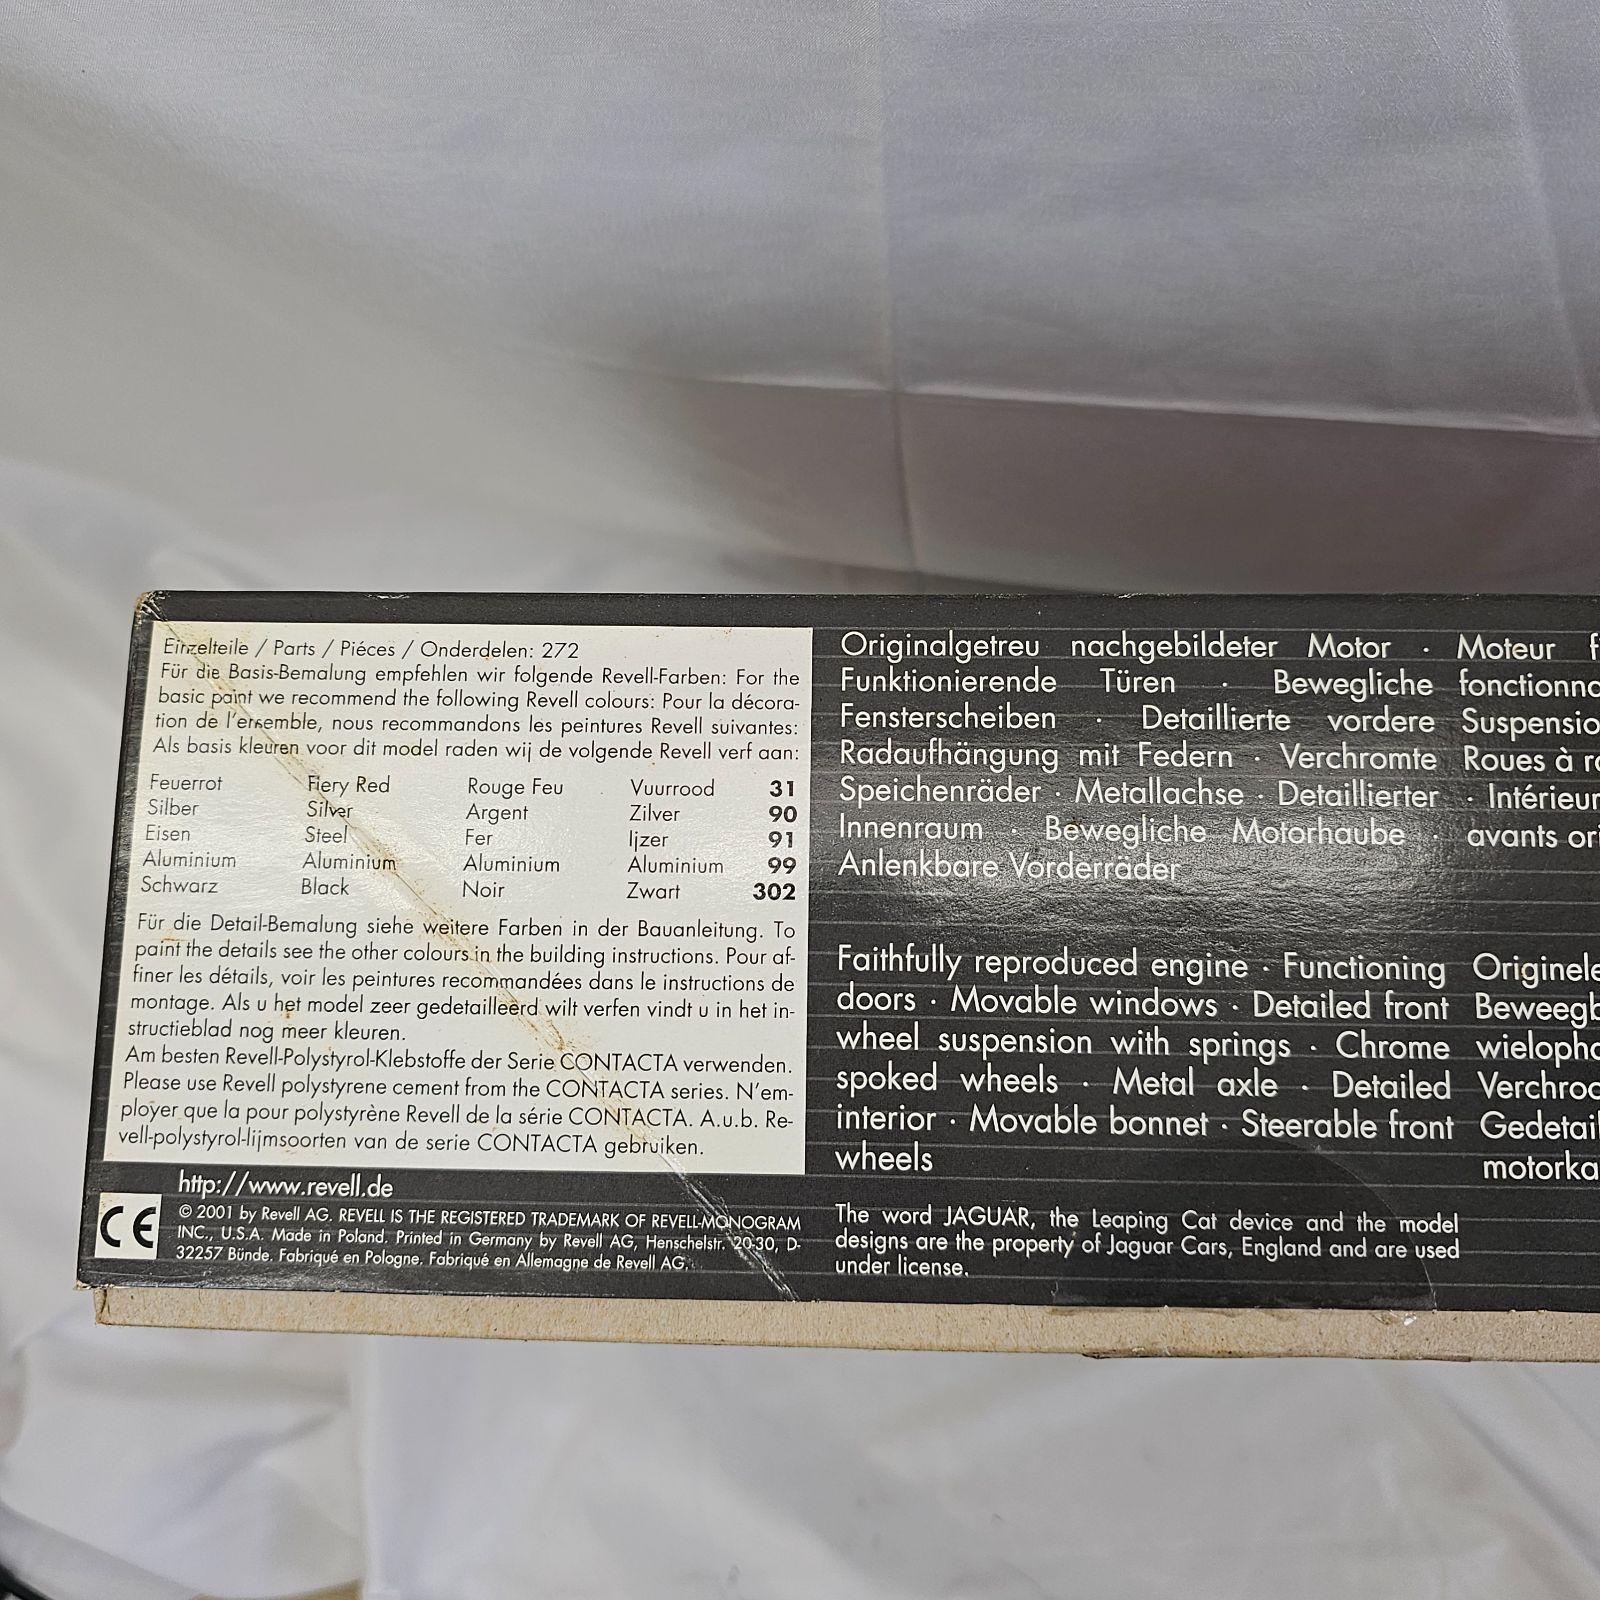 Einzelteile / Parts / Piéces / Onderdelen: 272
Für die Basis-Bemalung empfehlen wir folgende Revell-Farben: For the
basic paint we recommend the following Revell colours: Pour la décora-
tion de l'ensemble, nous recommandons les peintures Revell suivantes:
Als basis kleuren voor dit model raden wij de volgende Revell verf aan:
Feuerrot Fiery Red Rouge Feu Vuurrood 31
Silber Silver Argent Zilver 90
Eisen Steel Fer Ijzer 91
Aluminium Aluminium Aluminium Aluminium 99
Schwarz Black Noir Zwart 302
Für die Detail-Bemalung siehe weitere Farben in der Bauanleitung. To
paint the details see the other colours in the building instructions. Pour af-
finer les détails, voir les peintures recommandées dans le instructions de
montage. Als u het model zeer gedetailleerd wilt verfen vindt u in het in-
structieblad nog meer kleuren.
Am besten Revell-Polystyrol-Klebstoffe der Serie CONTACTA verwenden.
Please use Revell polystyrene cement from the CONTACTA series. N'em-
ployer que la pour polystyrène Revell de la série CONTACTA. A.u.b. Re-
vell-polystyrol-lijmsoorten van de serie CONTACTA gebruiken.
http://www.revell.de
CE
© 2001 by Revell AG. REVELL IS THE REGISTERED TRADEMARK OF REVELL-MONOGRAM
INC., U.S.A. Made in Poland. Printed in Germany by Revell AG, Henschelstr. 20-30, D-
32257 Bünde. Fabriqué en Pologne. Fabriqué en Allemagne de Revell AG.
Originalgetreu nachgebildeter Motor ·
Funktionierende Türen · Bewegliche
Fensterscheiben · Detaillierte vordere
Radaufhängung mit Federn · Verchromte
Speichenräder · Metallachse · Detaillierter
Innenraum · Bewegliche Motorhaube ·
Anlenkbare Vorderräder
Faithfully reproduced engine · Functioning
doors · Movable windows · Detailed front
wheel suspension with springs · Chrome
spoked wheels · Metal axle · Detailed
interior · Movable bonnet · Steerable front
wheels
The word JAGUAR, the Leaping Cat device and the model
designs are the property of Jaguar Cars, England and are used
under license.
Moteur f
fonctionna
Suspensio
Roues à ra
· Intérieur
avants ori
Originele
Beweegb
wielopha
Verchroo
Gedetail
motorka